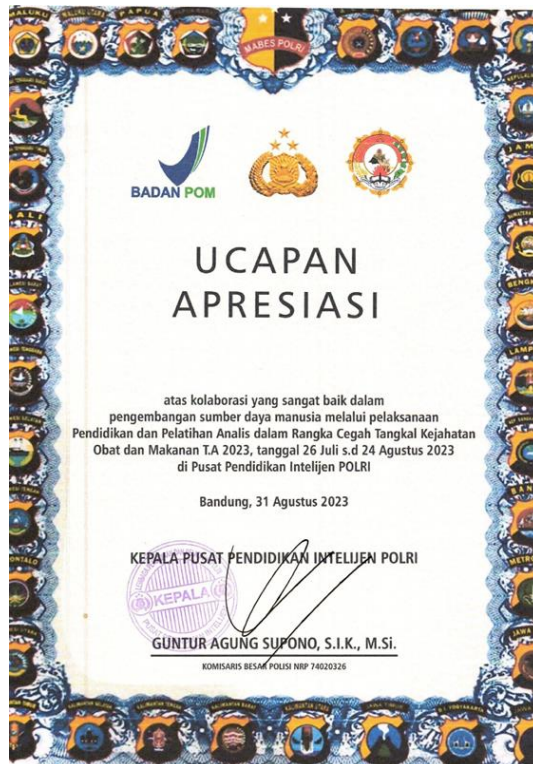 MABES POLRI
BADAN POM
UCAPAN
APRESIASI
atas kolaborasi yang sangat baik dalam
pengembangan sumber daya manusia melalui pelaksanaan
Pendidikan dan Pelatihan Analis dalam Rangka Cegah Tangkal Kejahatan
Obat dan Makanan T.A 2023, tanggal 26 Juli s.d 24 Agustus 2023
di Pusat Pendidikan Intelijen POLRI
Bandung, 31 Agustus 2023
KEPALA PUSAT PENDIDIKAN INTELIJEN POLRI
KEPALA
GUNTUR AGUNG SUPONO, S.I.K., M.Si.
KOMISARIS BESAR POLISI NRP 74020326